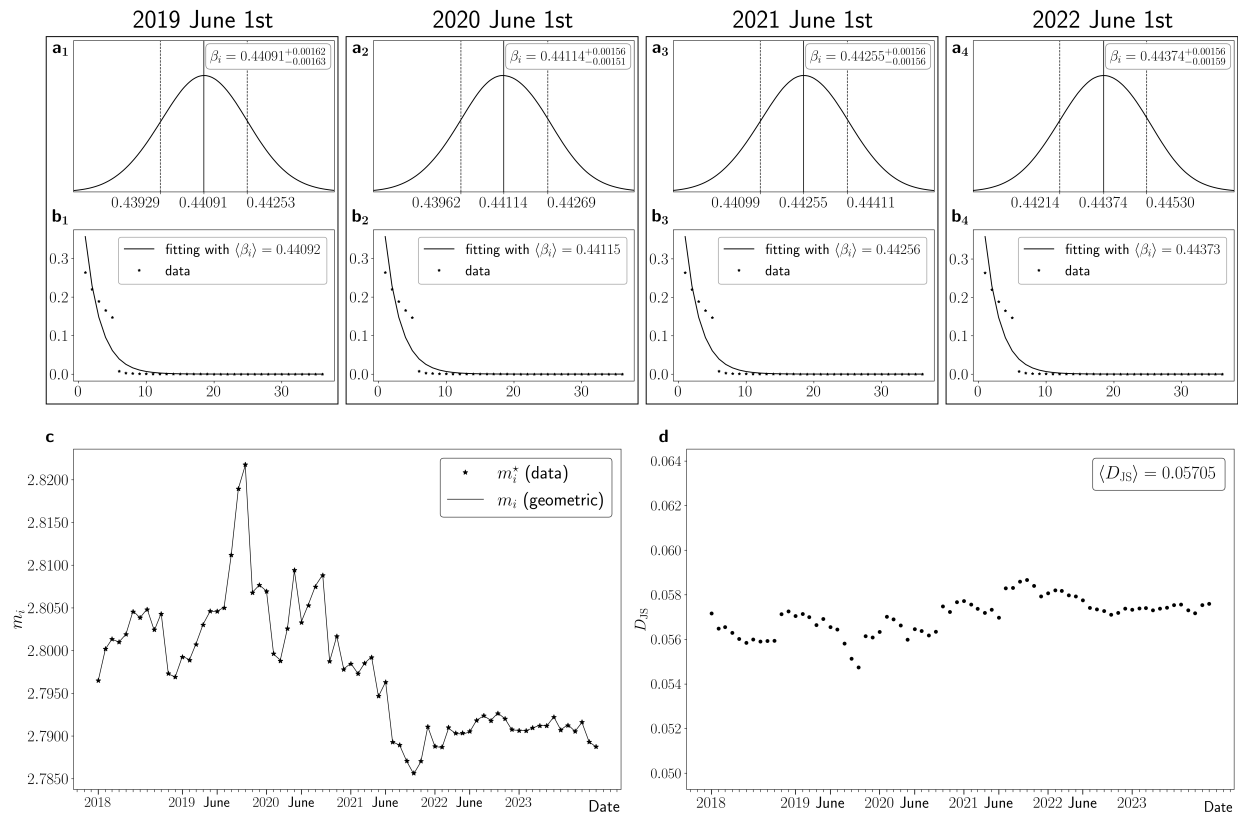 2019 June 1st 2020 June 1st 2021 June 1st 2022 June 1st
a₁ βᵢ = 0.44091 +0.00162 −0.00163
a₂ βᵢ = 0.44114 +0.00156 −0.00151
a₃ βᵢ = 0.44255 +0.00156 −0.00156
a₄ βᵢ = 0.44374 +0.00156 −0.00159
0.43929 0.44091 0.44253
0.43962 0.44114 0.44269
0.44099 0.44255 0.44411
0.44214 0.44374 0.44530
b₁
fitting with ⟨βᵢ⟩ = 0.44092
data
0.3
0.2
0.1
0.0
0 10 20 30
b₂
fitting with ⟨βᵢ⟩ = 0.44115
data
0.3
0.2
0.1
0.0
0 10 20 30
b₃
fitting with ⟨βᵢ⟩ = 0.44256
data
0.3
0.2
0.1
0.0
0 10 20 30
b₄
fitting with ⟨βᵢ⟩ = 0.44373
data
0.3
0.2
0.1
0.0
0 10 20 30
c
mᵢ⋆ (data)
mᵢ (geometric)
2.8200
2.8150
2.8100
2.8050
2.8000
2.7950
2.7900
2.7850
mᵢ
2018 2019 June 2020 June 2021 June 2022 June 2023
Date
d
⟨D_JS⟩ = 0.05705
0.064
0.062
0.060
0.058
0.056
0.054
0.052
0.050
D_JS
2018 2019 June 2020 June 2021 June 2022 June 2023
Date